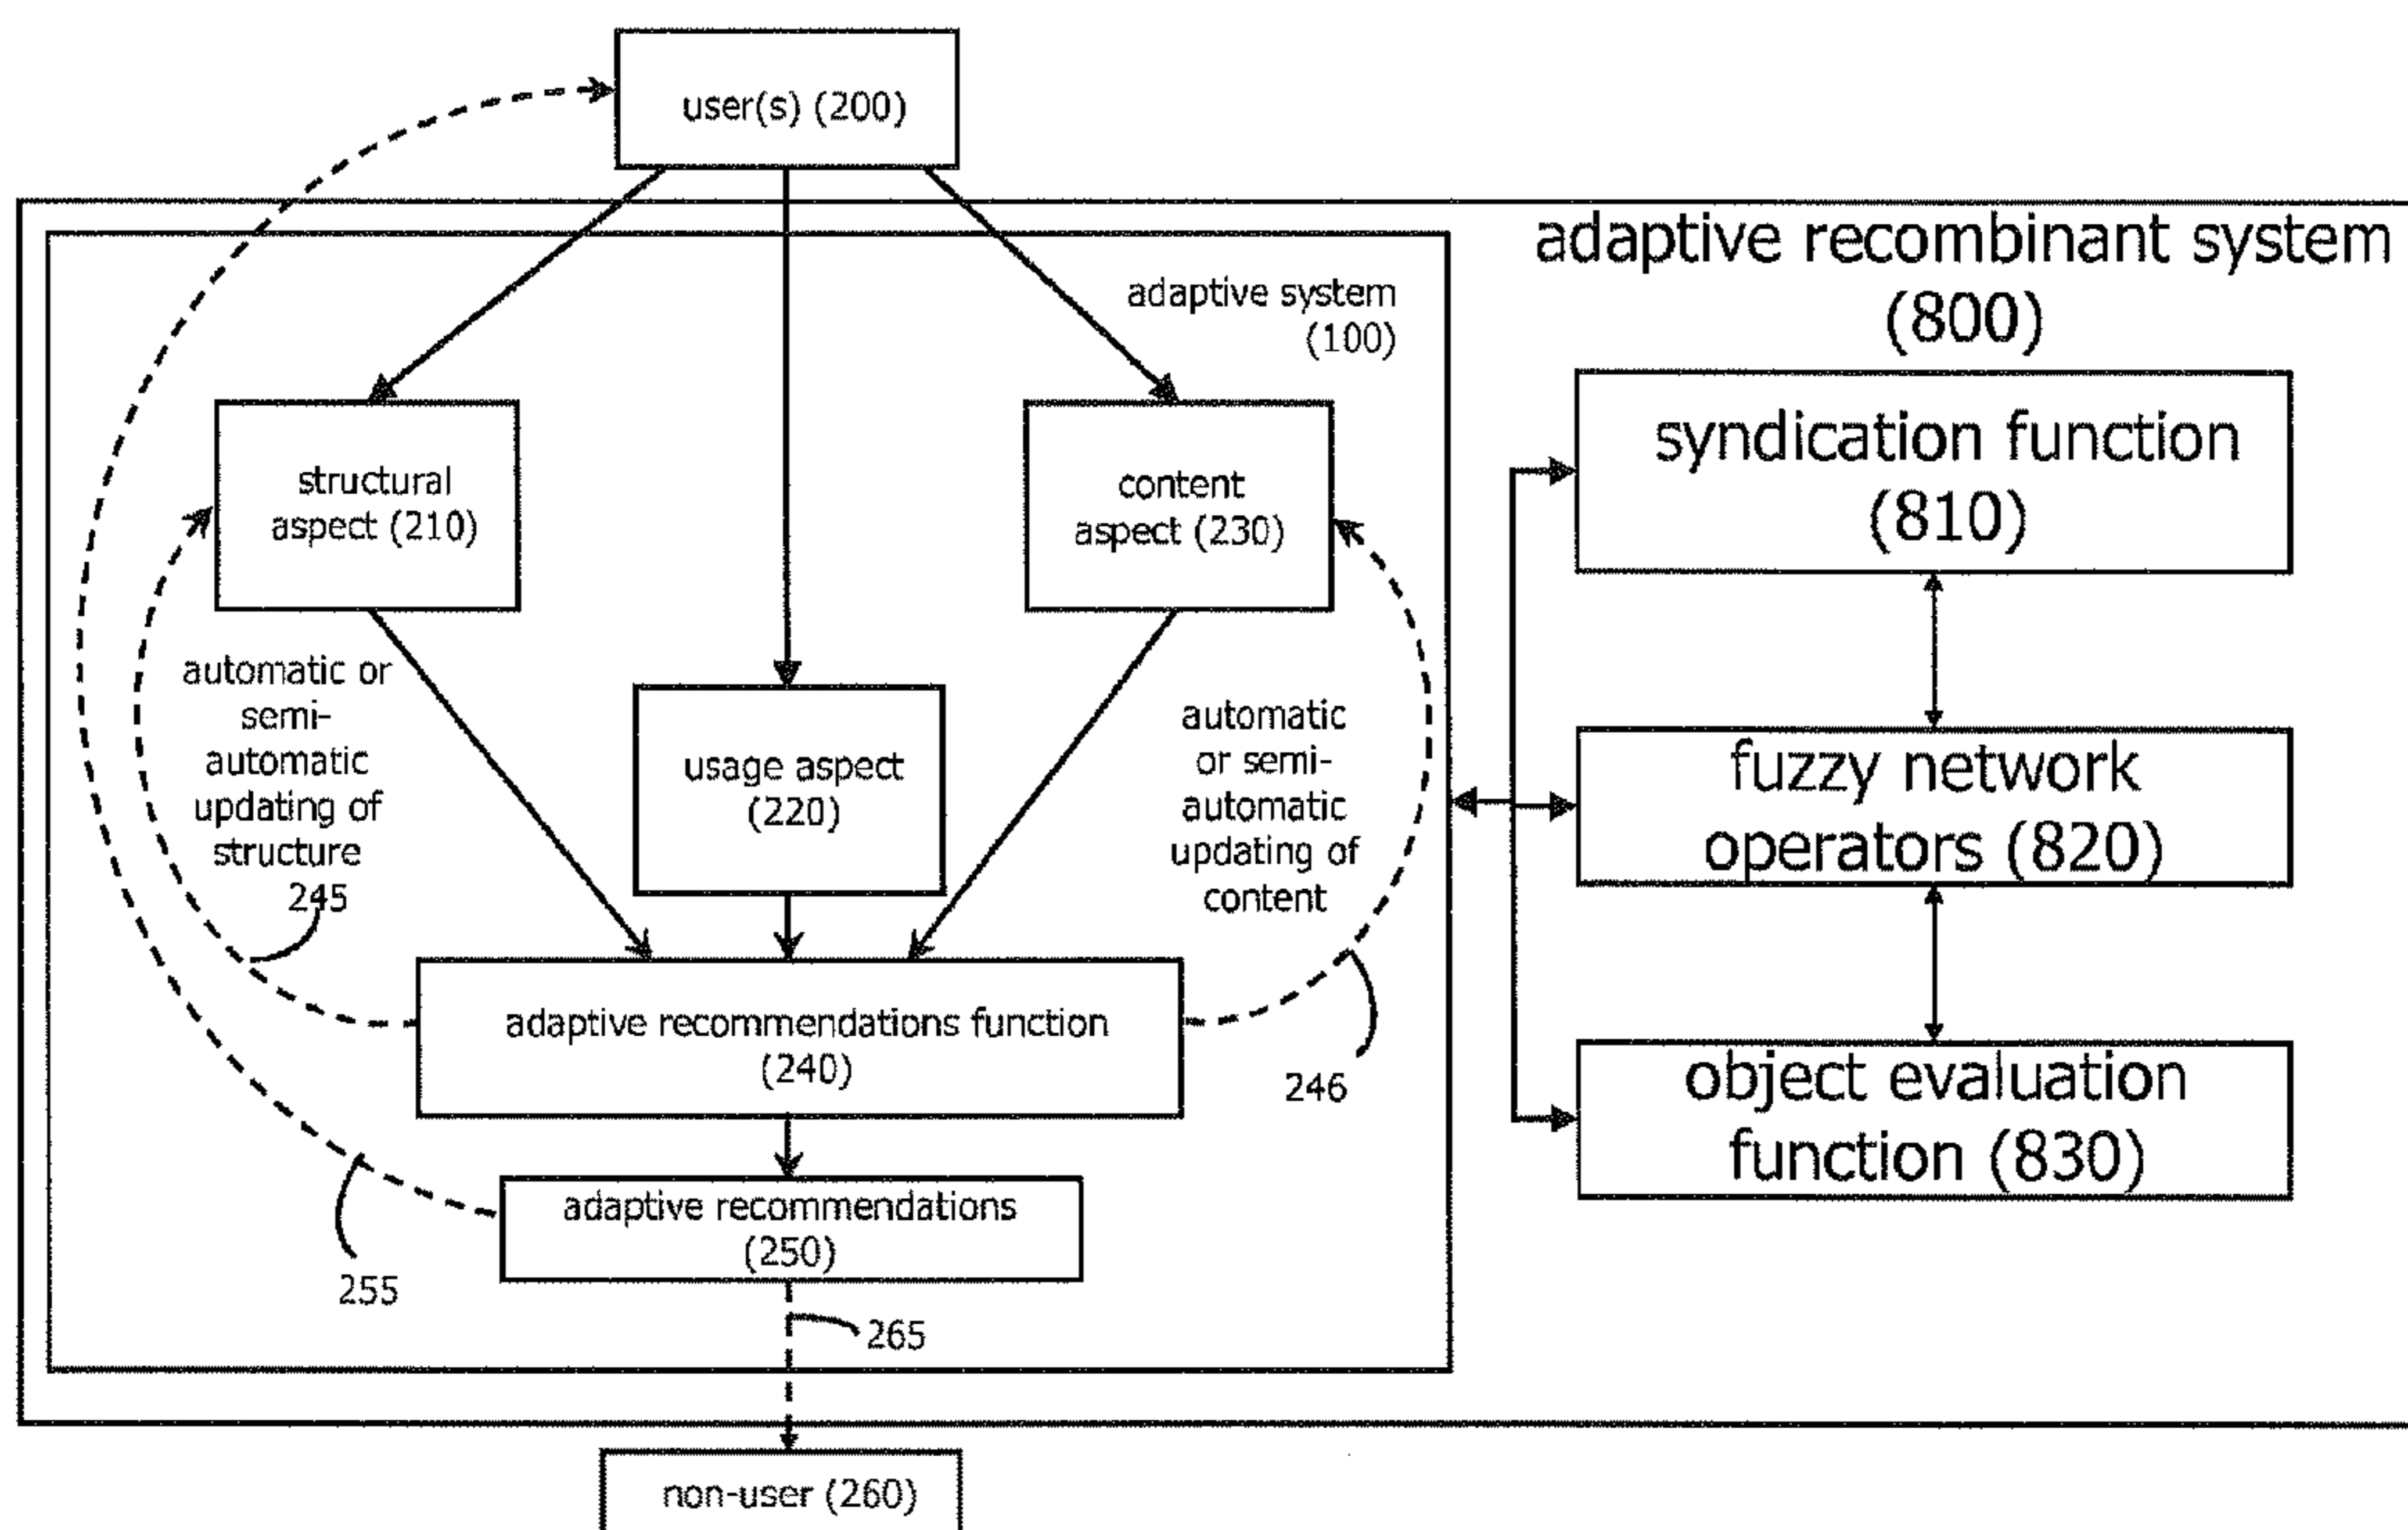 user(s) (200)
adaptive recombinant system
(800)
adaptive system
(100)
structural
aspect (210)
content
aspect (230)
syndication function
(810)
automatic or
semi-
automatic
updating of
structure
245
usage aspect
(220)
automatic
or semi-
automatic
updating of
content
fuzzy network
operators (820)
adaptive recommendations function
(240)
246
object evaluation
function (830)
adaptive recommendations
(250)
255
265
non-user (260)